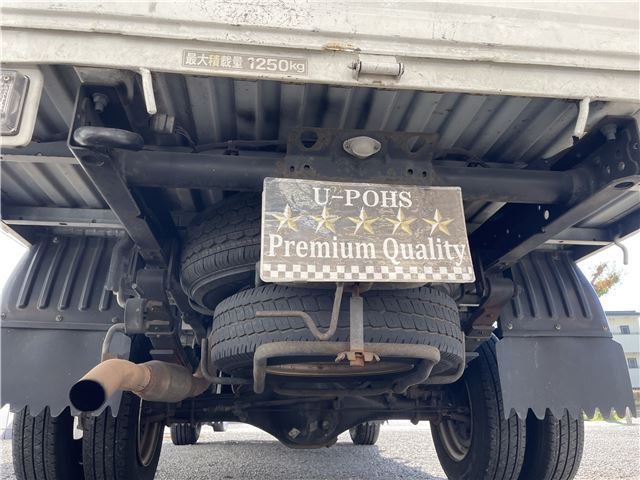 最大積載量 1250kg
U-POHS
Premium Quality